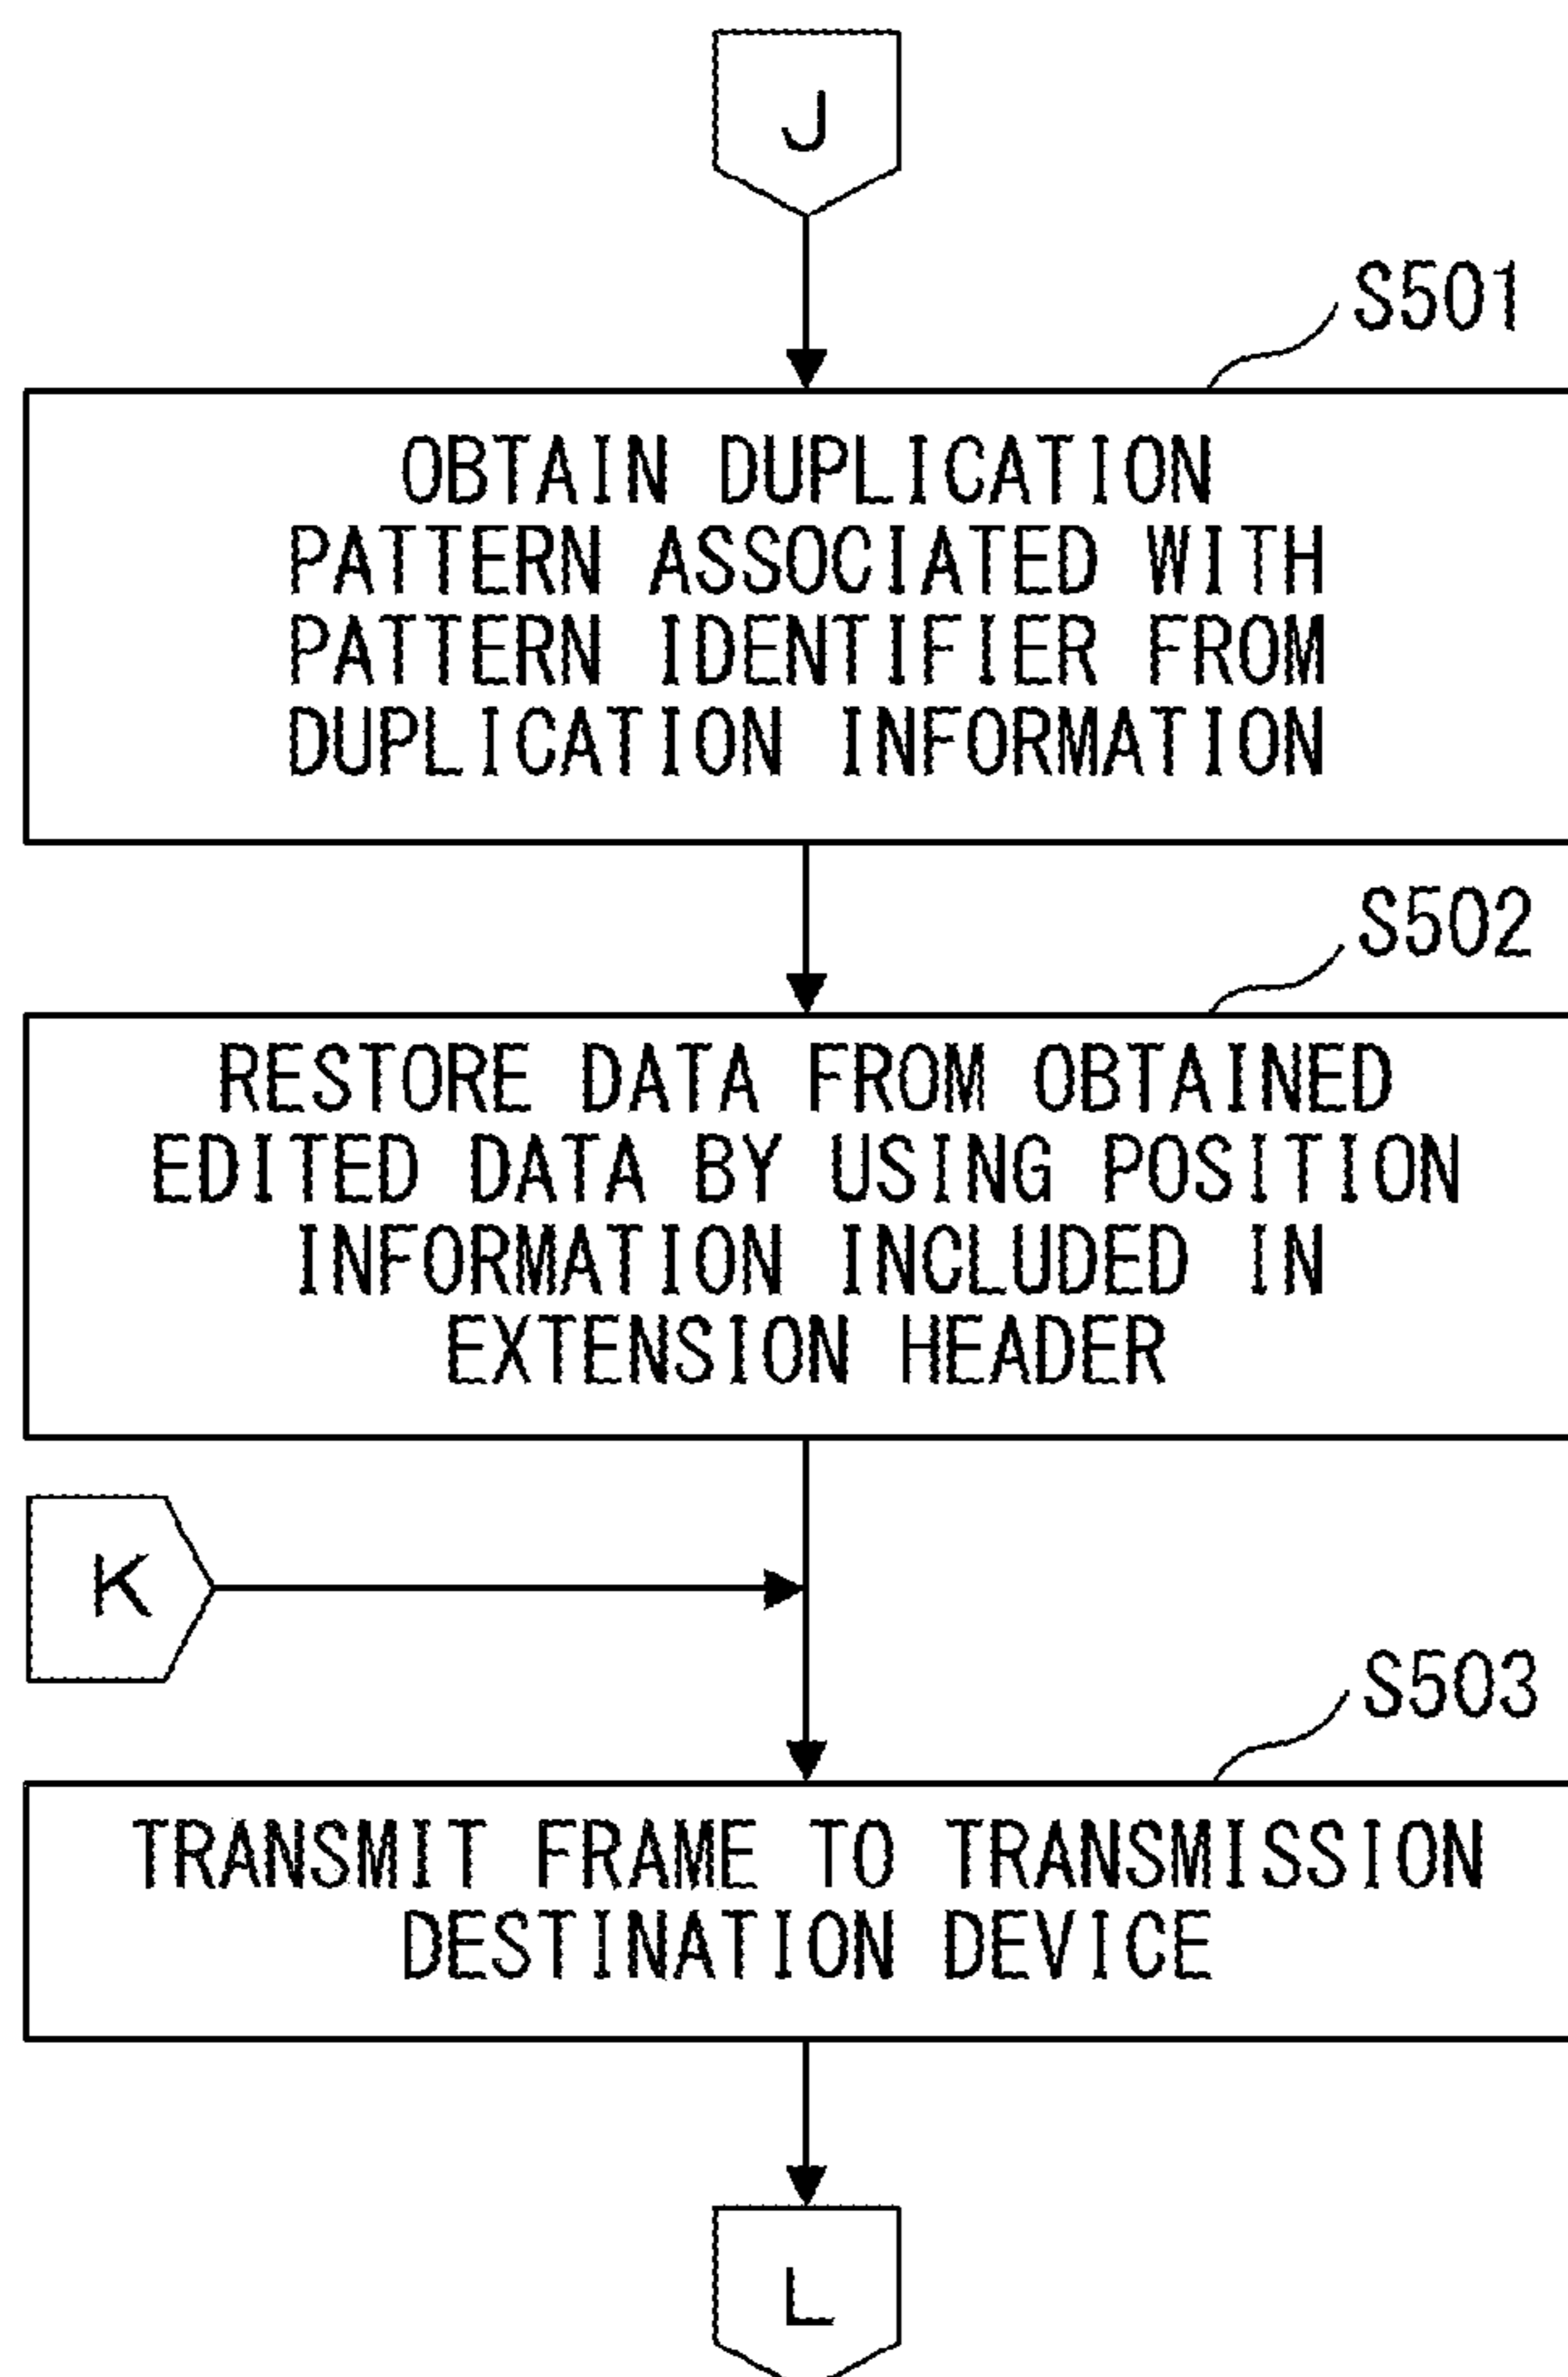 J
S501
OBTAIN DUPLICATION
PATTERN ASSOCIATED WITH
PATTERN IDENTIFIER FROM
DUPLICATION INFORMATION
S502
RESTORE DATA FROM OBTAINED
EDITED DATA BY USING POSITION
INFORMATION INCLUDED IN
EXTENSION HEADER
K
S503
TRANSMIT FRAME TO TRANSMISSION
DESTINATION DEVICE
L